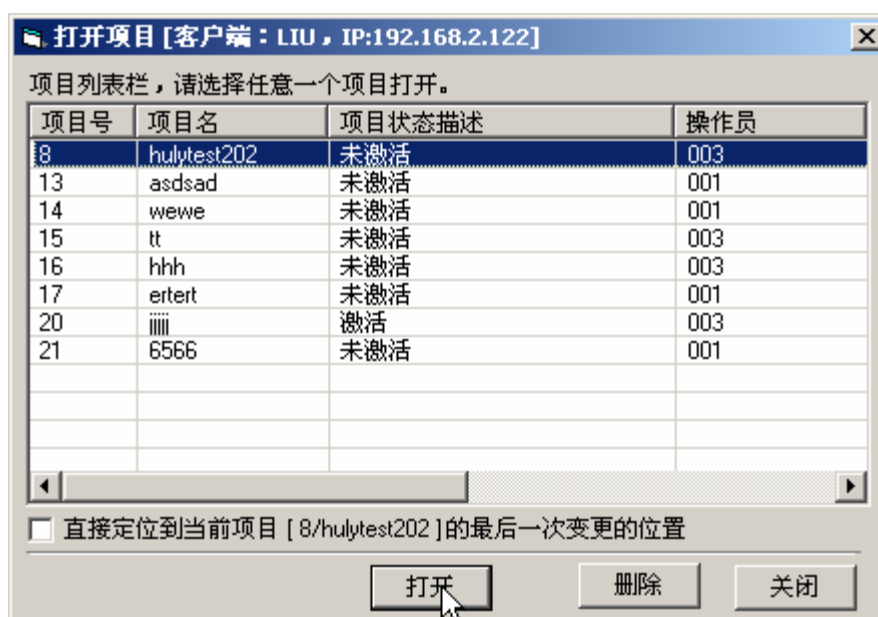 打开项目 [客户端：LIU，IP:192.168.2.122]
项目列表栏，请选择任意一个项目打开。
项目号 项目名 项目状态描述 操作员
8 hulytest202 未激活 003
13 asdsad 未激活 001
14 wewe 未激活 001
15 tt 未激活 003
16 hhh 未激活 003
17 ertert 未激活 001
20 jjjjj 激活 003
21 6566 未激活 001
直接定位到当前项目 [ 8/hulytest202 ]的最后一次变更的位置
打开 删除 关闭